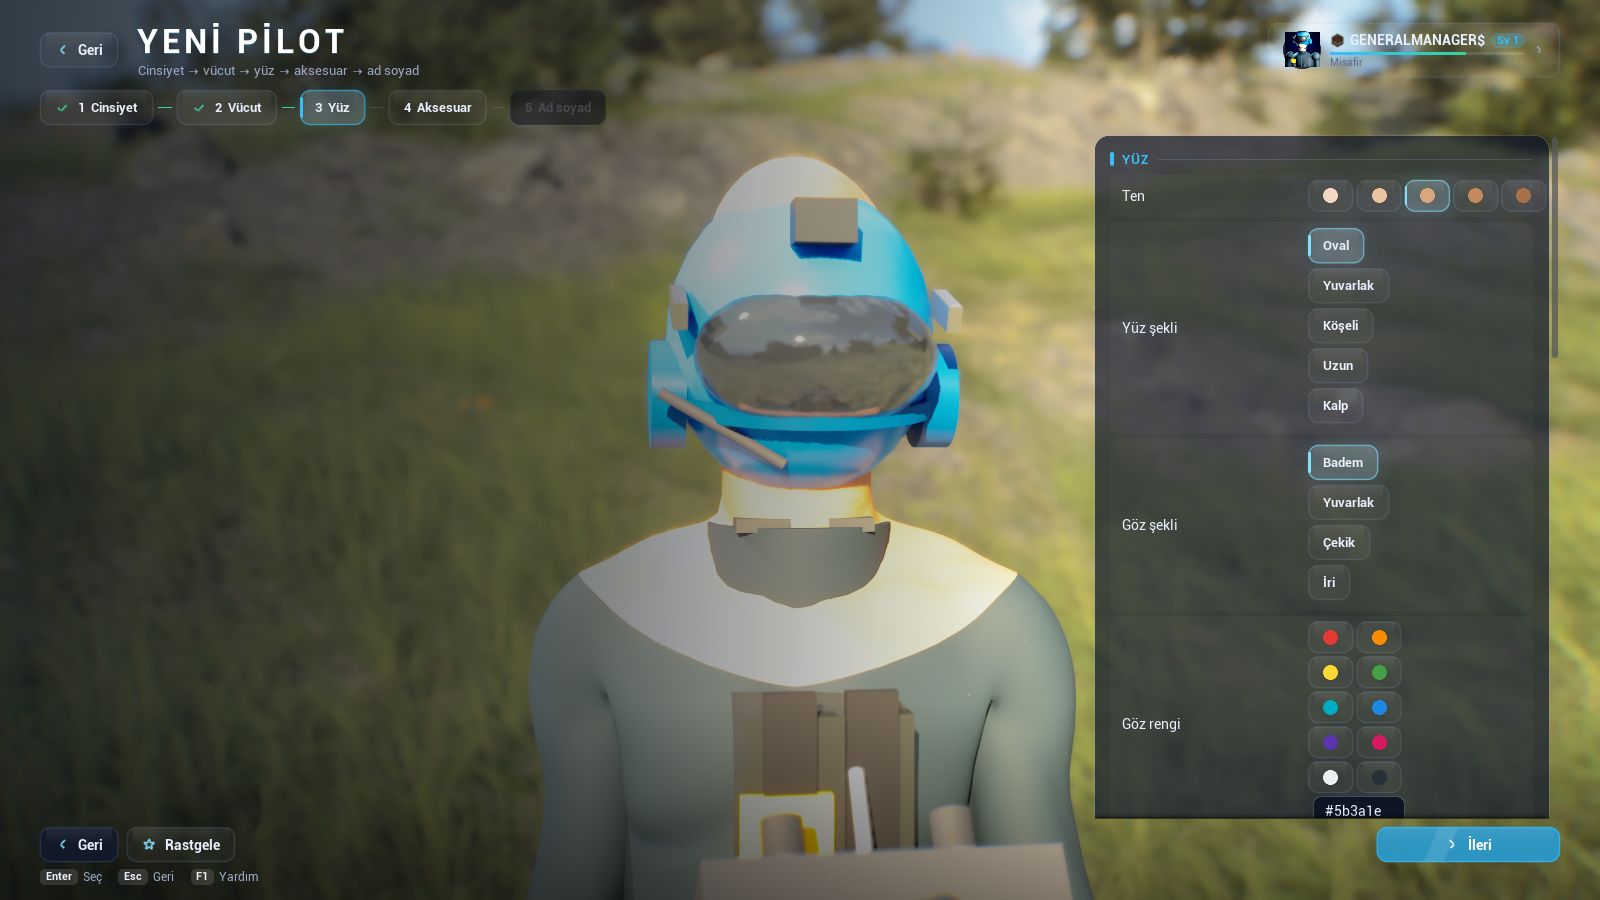 Geri
YENİ PİLOT
Cinsiyet → vücut → yüz → aksesuar → ad soyad
GENERALMANAGER$ Sv 1
Misafir
1 Cinsiyet
2 Vücut
3 Yüz
4 Aksesuar
5 Ad soyad
YÜZ
Ten
Yüz şekli
Oval
Yuvarlak
Köşeli
Uzun
Kalp
Göz şekli
Badem
Yuvarlak
Çekik
İri
Göz rengi
#5b3a1e
Geri
Rastgele
İleri
Enter Seç Esc Geri F1 Yardım